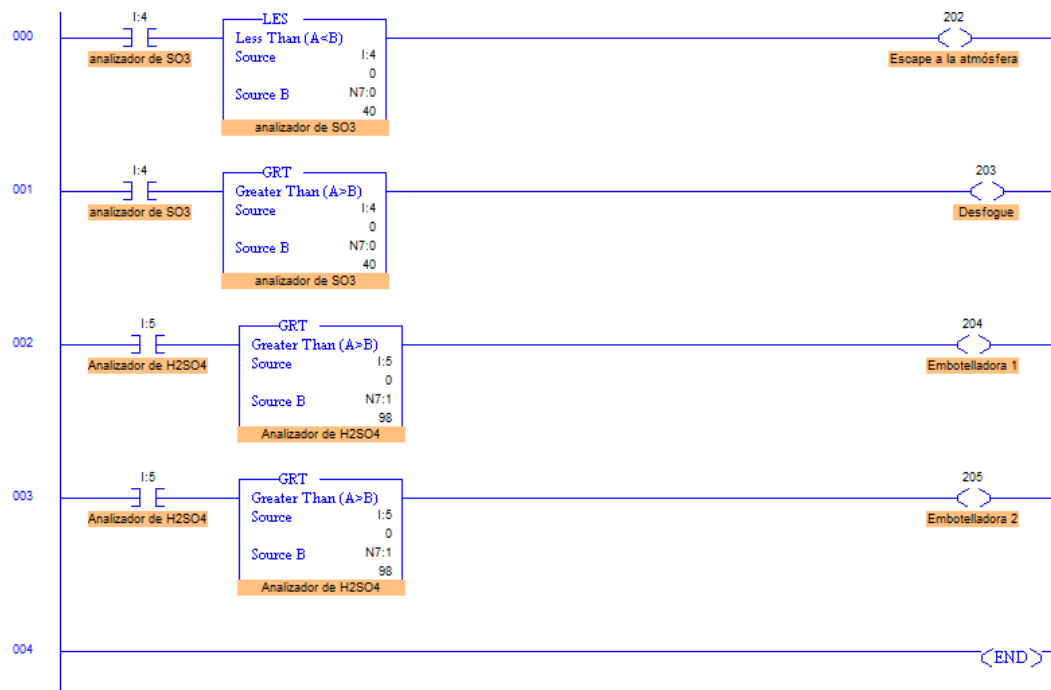 I:4
LES
202
000
Less Than (A<B)
analizador de SO3
Source I:4
0
Escape a la atmósfera
Source B N7:0
40
analizador de SO3
I:4
GRT
203
001
Greater Than (A>B)
analizador de SO3
Source I:4
0
Desfogue
Source B N7:0
40
analizador de SO3
I:5
GRT
204
002
Greater Than (A>B)
Analizador de H2SO4
Source I:5
0
Embotelladora 1
Source B N7:1
98
Analizador de H2SO4
I:5
GRT
205
003
Greater Than (A>B)
Analizador de H2SO4
Source I:5
0
Embotelladora 2
Source B N7:1
98
Analizador de H2SO4
004
END